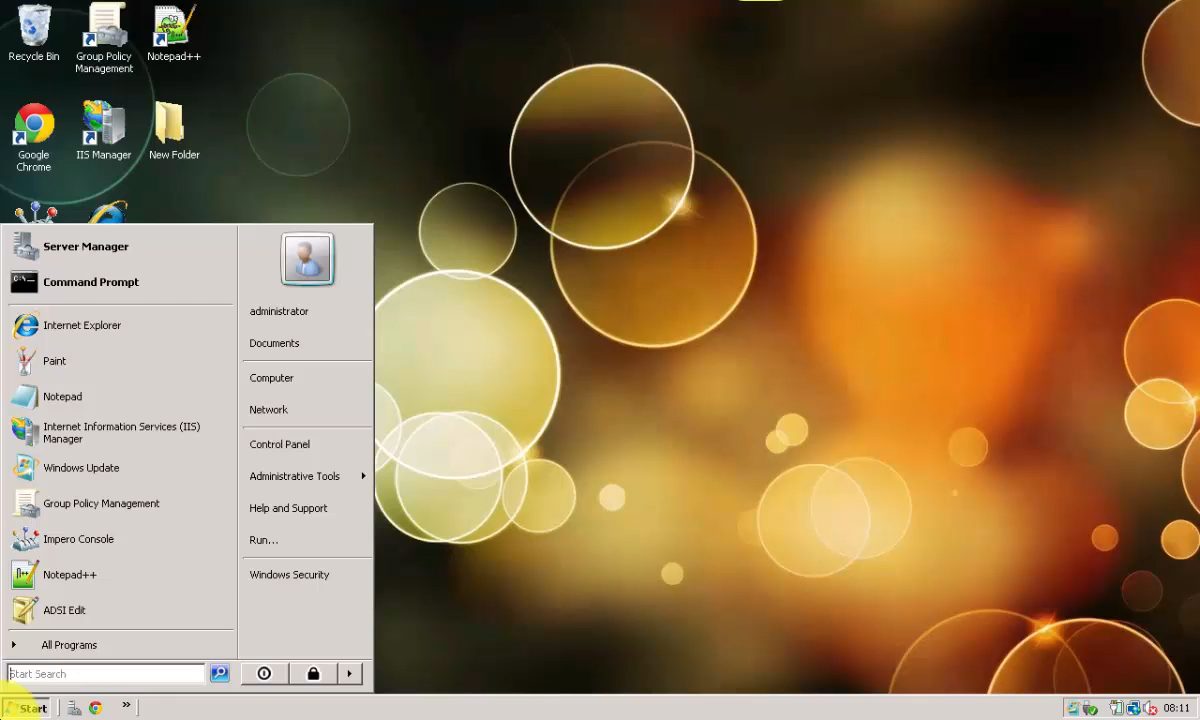 Recycle Bin
Group Policy
Management
Notepad++
Google
Chrome
IIS Manager
New Folder
Server Manager
Command Prompt
Internet Explorer
Paint
Notepad
Internet Information Services (IIS)
Manager
Windows Update
Group Policy Management
Impero Console
Notepad++
ADSI Edit
All Programs
Start Search
administrator
Documents
Computer
Network
Control Panel
Administrative Tools
Help and Support
Run...
Windows Security
Start
08:11